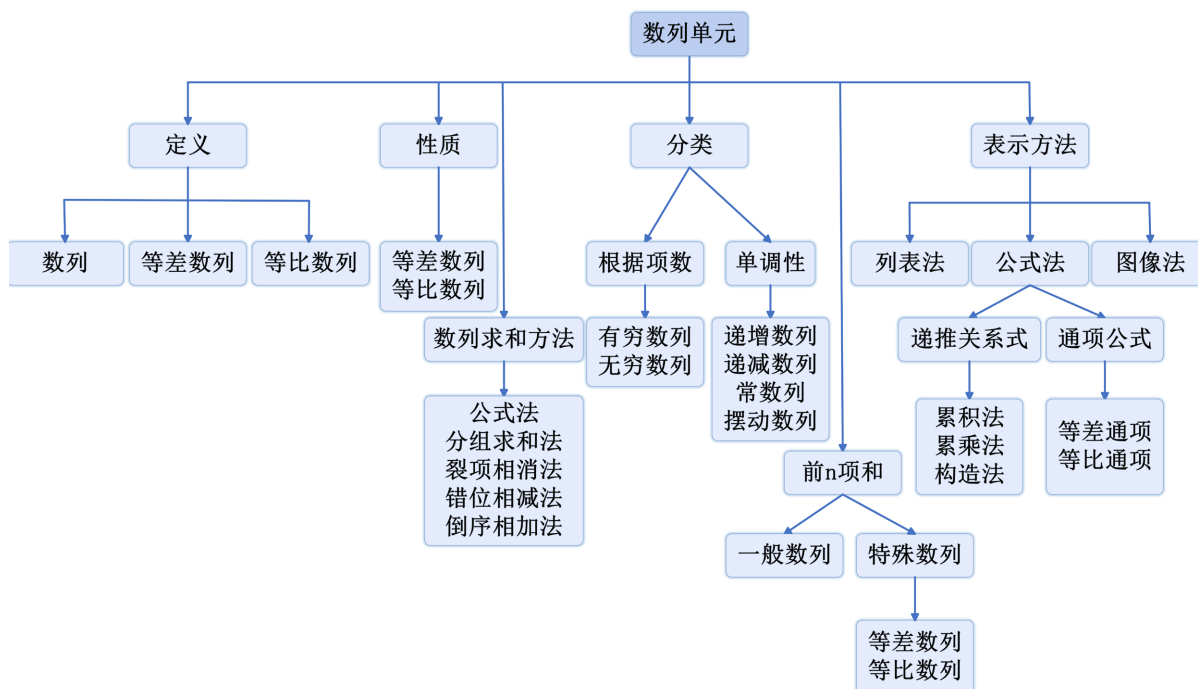 数列单元
定义
性质
分类
表示方法
数列
等差数列
等比数列
等差数列
等比数列
根据项数
单调性
列表法
公式法
图像法
数列求和方法
有穷数列
无穷数列
递增数列
递减数列
常数列
摆动数列
递推关系式
通项公式
公式法
分组求和法
裂项相消法
错位相减法
倒序相加法
累积法
累乘法
构造法
等差通项
等比通项
前n项和
一般数列
特殊数列
等差数列
等比数列